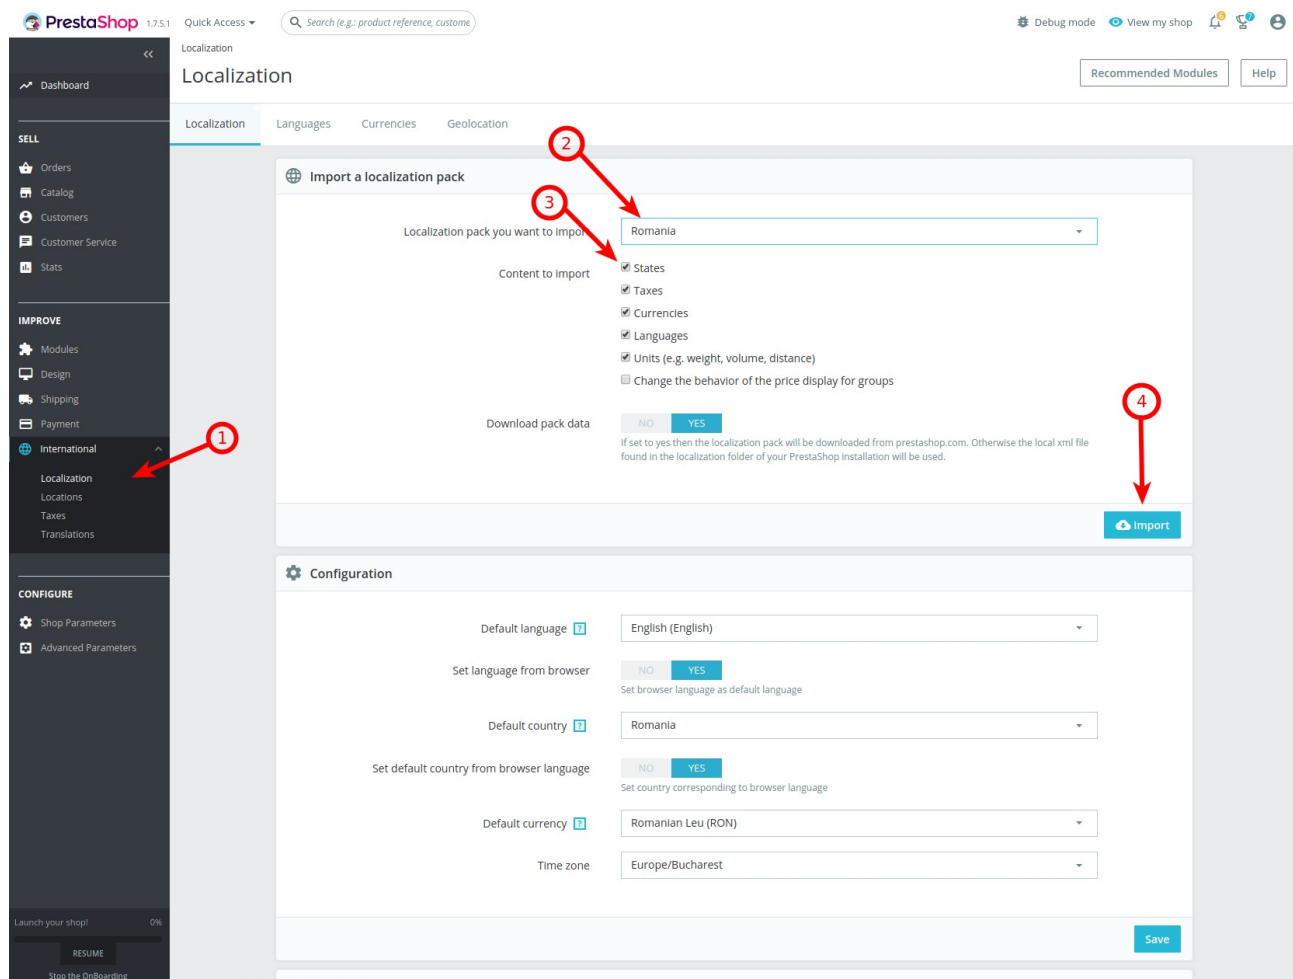 PrestaShop 1.7.5.1 Quick Access Search (e.g.: product reference, custome Debug mode View my shop 6 7
Localization
Localization
Recommended Modules Help
Localization Languages Currencies Geolocation
Dashboard
SELL
Orders
Catalog
Customers
Customer Service
Stats
IMPROVE
Modules
Design
Shipping
Payment
International
Localization
Locations
Taxes
Translations
CONFIGURE
Shop Parameters
Advanced Parameters
Launch your shop! 0%
RESUME
Stop the OnBoarding
1
2
3
4
Import a localization pack
Localization pack you want to import Romania
Content to import States
Taxes
Currencies
Languages
Units (e.g. weight, volume, distance)
Change the behavior of the price display for groups
Download pack data NO YES
If set to yes then the localization pack will be downloaded from prestashop.com. Otherwise the local xml file
found in the localization folder of your PrestaShop installation will be used.
Import
Configuration
Default language ? English (English)
Set language from browser NO YES
Set browser language as default language
Default country ? Romania
Set default country from browser language NO YES
Set country corresponding to browser language
Default currency ? Romanian Leu (RON)
Time zone Europe/Bucharest
Save